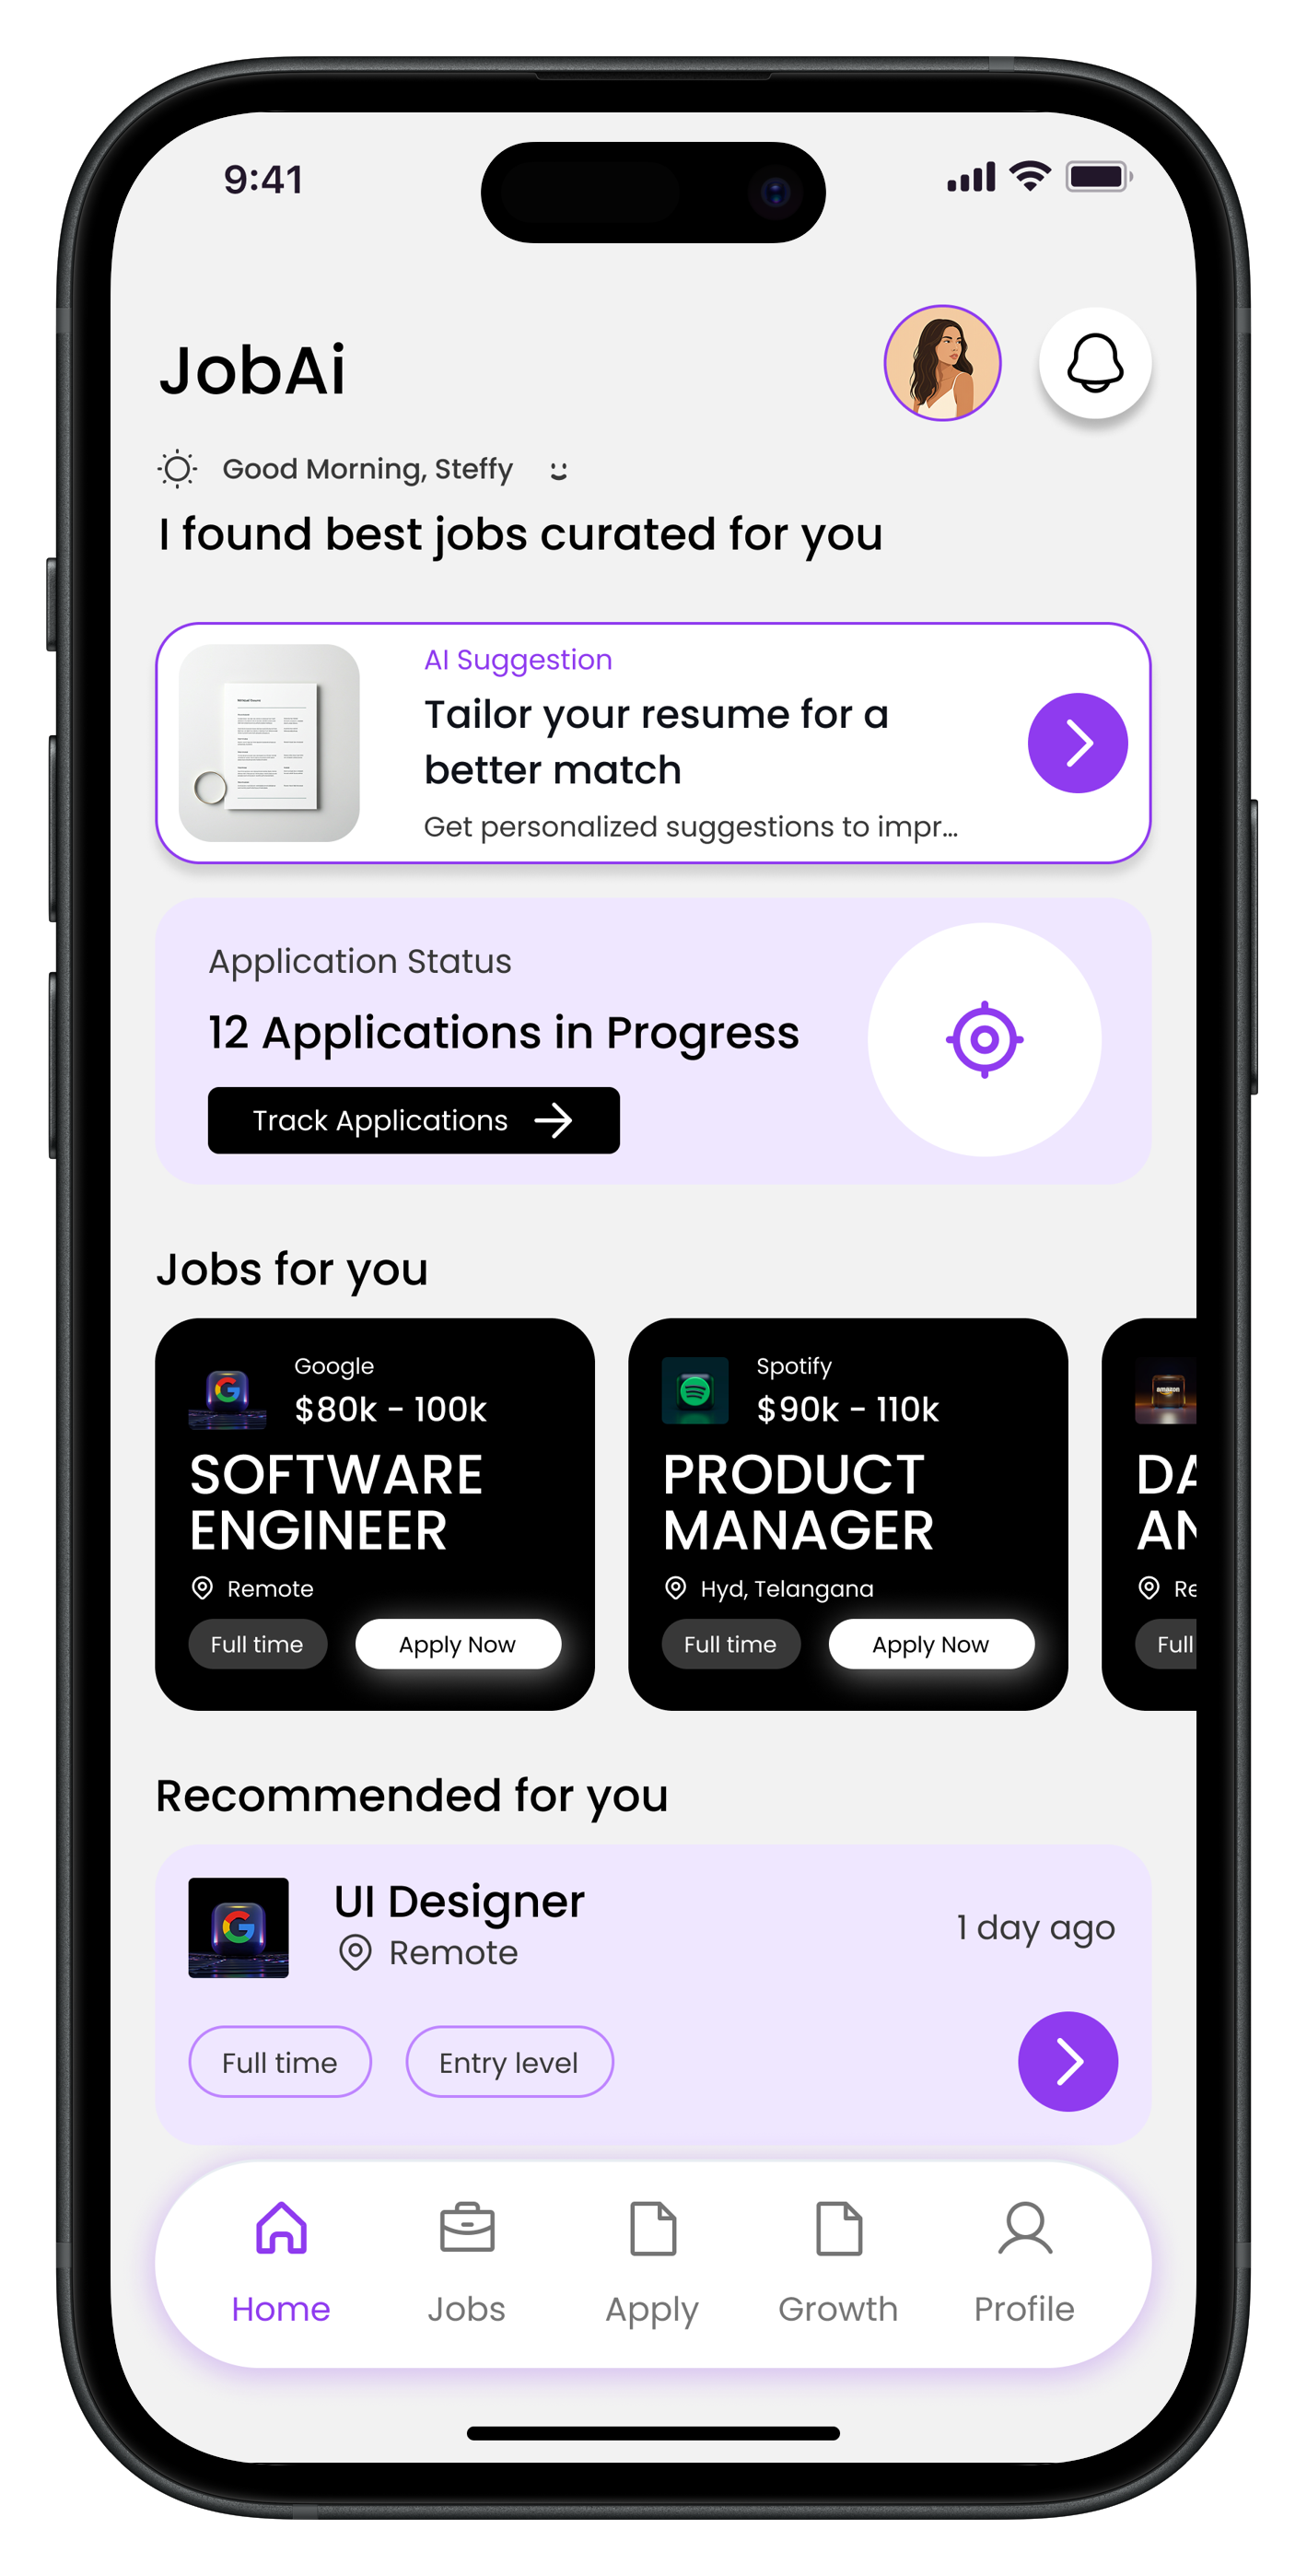 9:41
JobAi
Good Morning, Steffy
I found best jobs curated for you
AI Suggestion
Tailor your resume for a
better match
Get personalized suggestions to impr...
Application Status
12 Applications in Progress
Track Applications
Jobs for you
Google
$80k - 100k
SOFTWARE
ENGINEER
Remote
Full time
Apply Now
Spotify
$90k - 110k
PRODUCT
MANAGER
Hyd, Telangana
Full time
Apply Now
amazon
DA
AN
Re
Full
Recommended for you
UI Designer
Remote
1 day ago
Full time
Entry level
Home
Jobs
Apply
Growth
Profile